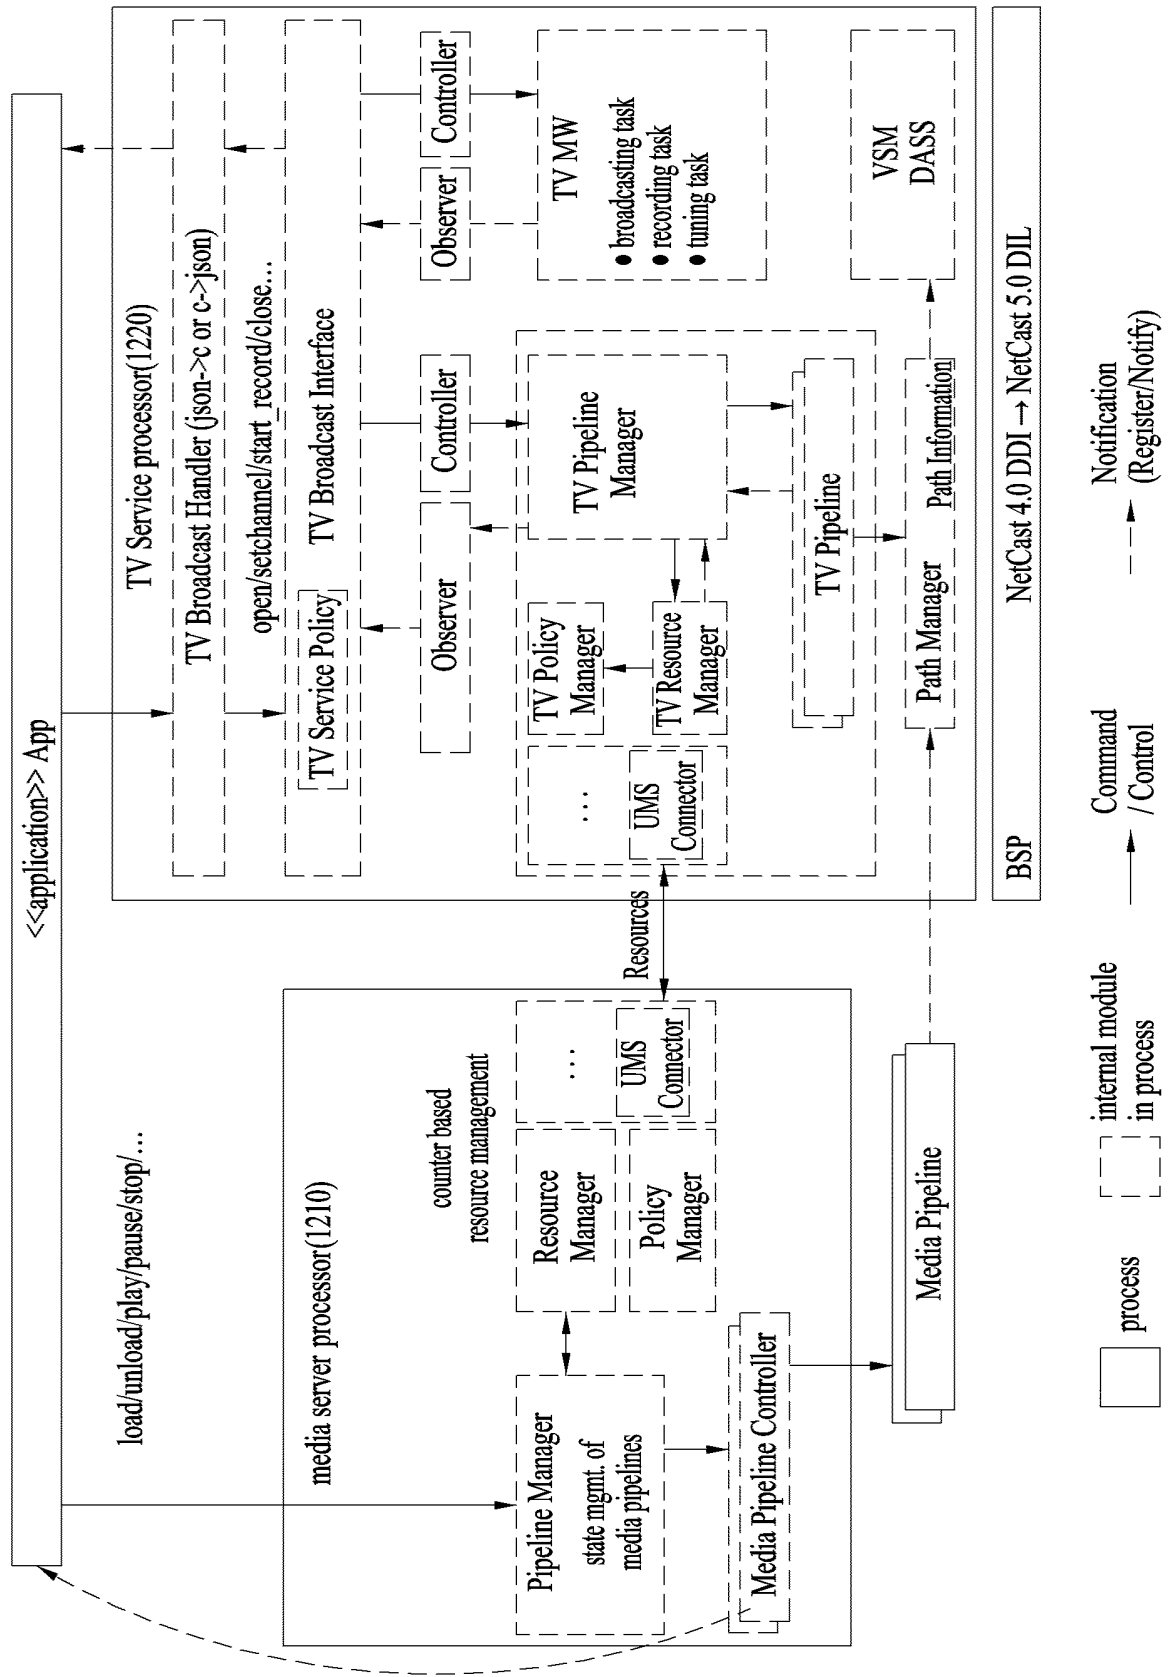 <<application>> App
load/unload/play/pause/stop/…
media server processor(1210)
counter based
resource management
Pipeline Manager
state mgmt. of
media pipelines
Resource
Manager
Policy
Manager
…
UMS
Connector
Media Pipeline Controller
Media Pipeline
Resources
TV Service processor(1220)
TV Broadcast Handler (json->c or c->json)
open/setchannel/start_record/close…
TV Service Policy
TV Broadcast Interface
Observer
Controller
Observer
Controller
…
UMS
Connector
TV Policy
Manager
TV Resource
Manager
TV Pipeline
Manager
TV Pipeline
TV MW
● broadcasting task
● recording task
● tuning task
Path Manager
Path Information
VSM
DASS
BSP
NetCast 4.0 DDI → NetCast 5.0 DIL
process
internal module
in process
Command
/ Control
Notification
(Register/Notify)